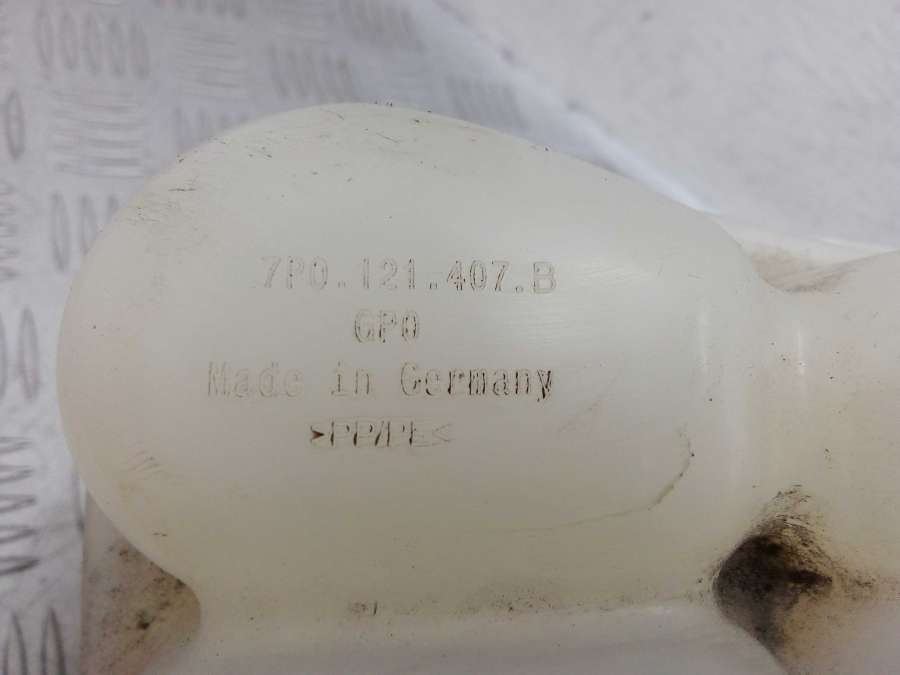 7P0.121.407.B
GP0
Made in Germany
>PP/PE<